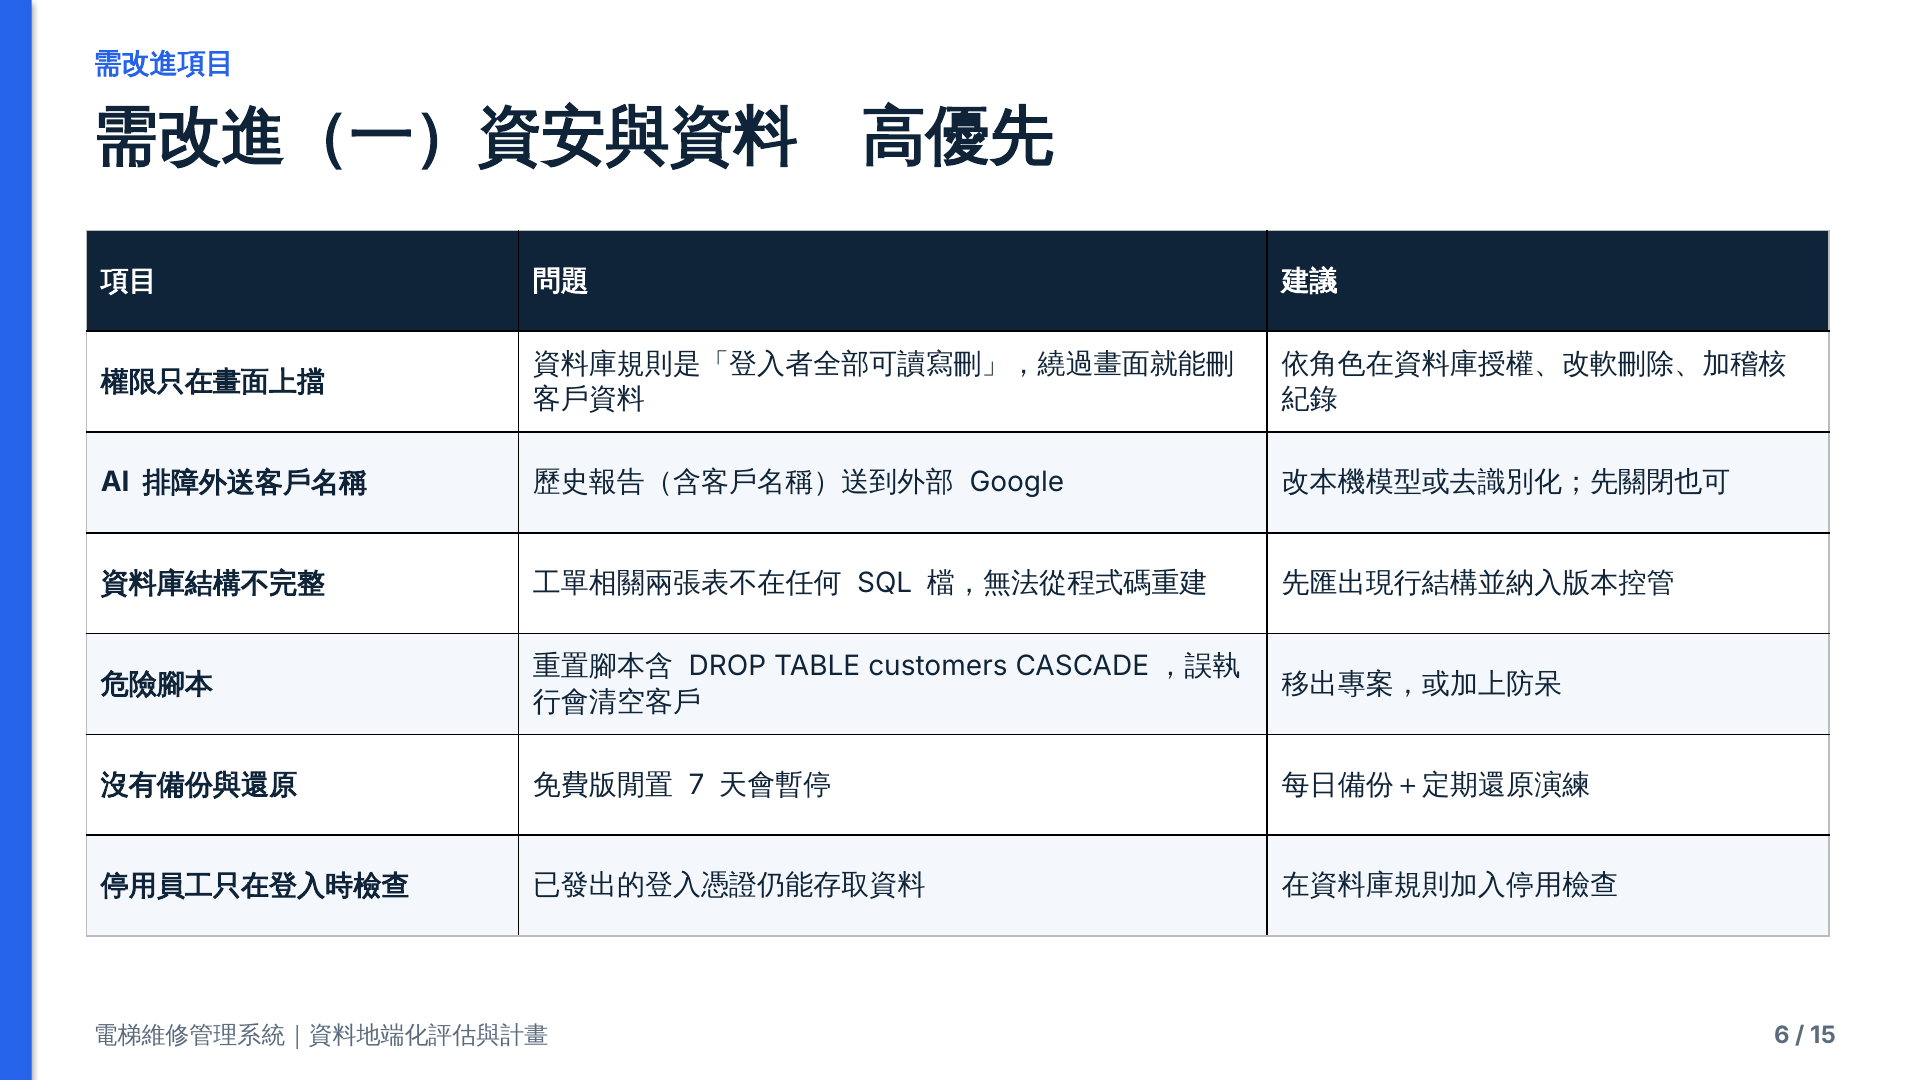 需改進項目
需改進（一）資安與資料　高優先
項目
問題
建議
權限只在畫面上擋
資料庫規則是「登入者全部可讀寫刪」，繞過畫面就能刪
客戶資料
依角色在資料庫授權、改軟刪除、加稽核
紀錄
AI 排障外送客戶名稱
歷史報告（含客戶名稱）送到外部 Google
改本機模型或去識別化；先關閉也可
資料庫結構不完整
工單相關兩張表不在任何 SQL 檔，無法從程式碼重建
先匯出現行結構並納入版本控管
危險腳本
重置腳本含 DROP TABLE customers CASCADE ，誤執
行會清空客戶
移出專案，或加上防呆
沒有備份與還原
免費版閒置 7 天會暫停
每日備份＋定期還原演練
停用員工只在登入時檢查
已發出的登入憑證仍能存取資料
在資料庫規則加入停用檢查
電梯維修管理系統｜資料地端化評估與計畫
6 / 15